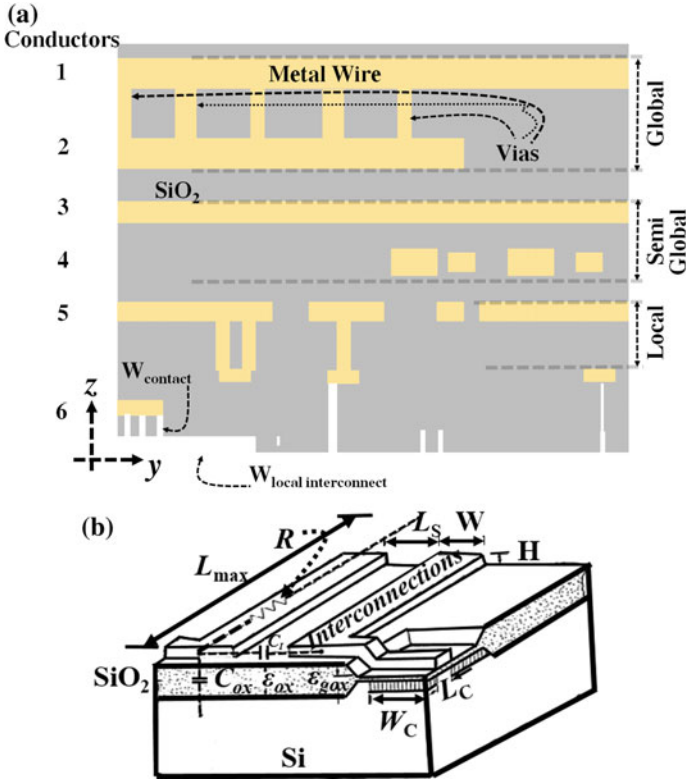 (a)
Conductors
1
Metal Wire
2
Vias
Global
SiO2
3
4
Semi
Global
5
Local
Wcontact
z
6
y
Wlocal interconnect
(b)
R
LS
W
H
Lmax
Interconnections
CI
SiO2
Cox
εox
εgox
LC
WC
Si